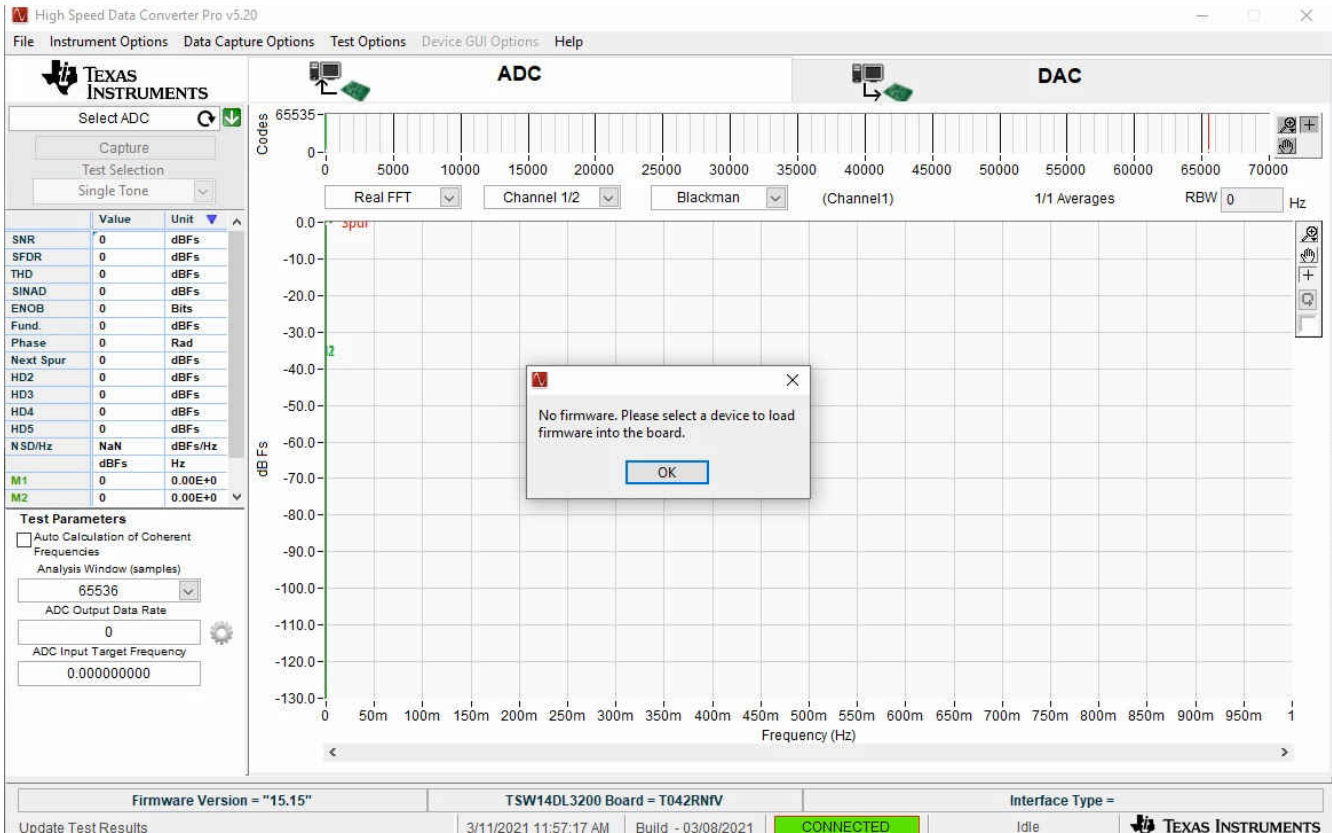 High Speed Data Converter Pro v5.20
File Instrument Options Data Capture Options Test Options Device GUI Options Help
TEXAS INSTRUMENTS
ADC
DAC
Select ADC
Capture
Test Selection
Single Tone
Value Unit
SNR 0 dBFs
SFDR 0 dBFs
THD 0 dBFs
SINAD 0 dBFs
ENOB 0 Bits
Fund. 0 dBFs
Phase 0 Rad
Next Spur 0 dBFs
HD2 0 dBFs
HD3 0 dBFs
HD4 0 dBFs
HD5 0 dBFs
NSD/Hz NaN dBFs/Hz
dBFs Hz
M1 0 0.00E+0
M2 0 0.00E+0
Test Parameters
Auto Calculation of Coherent
Frequencies
Analysis Window (samples)
65536
ADC Output Data Rate
0
ADC Input Target Frequency
0.000000000
Codes
65535
0
0 5000 10000 15000 20000 25000 30000 35000 40000 45000 50000 55000 60000 65000 70000
Real FFT Channel 1/2 Blackman (Channel1) 1/1 Averages RBW 0 Hz
Spur
dBFs
0.0
-10.0
-20.0
-30.0
-40.0
-50.0
-60.0
-70.0
-80.0
-90.0
-100.0
-110.0
-120.0
-130.0
0 50m 100m 150m 200m 250m 300m 350m 400m 450m 500m 550m 600m 650m 700m 750m 800m 850m 900m 950m 1
Frequency (Hz)
No firmware. Please select a device to load
firmware into the board.
OK
Firmware Version = "15.15" TSW14DL3200 Board = T042RNfV Interface Type =
Update Test Results 3/11/2021 11:57:17 AM Build - 03/08/2021 CONNECTED Idle TEXAS INSTRUMENTS